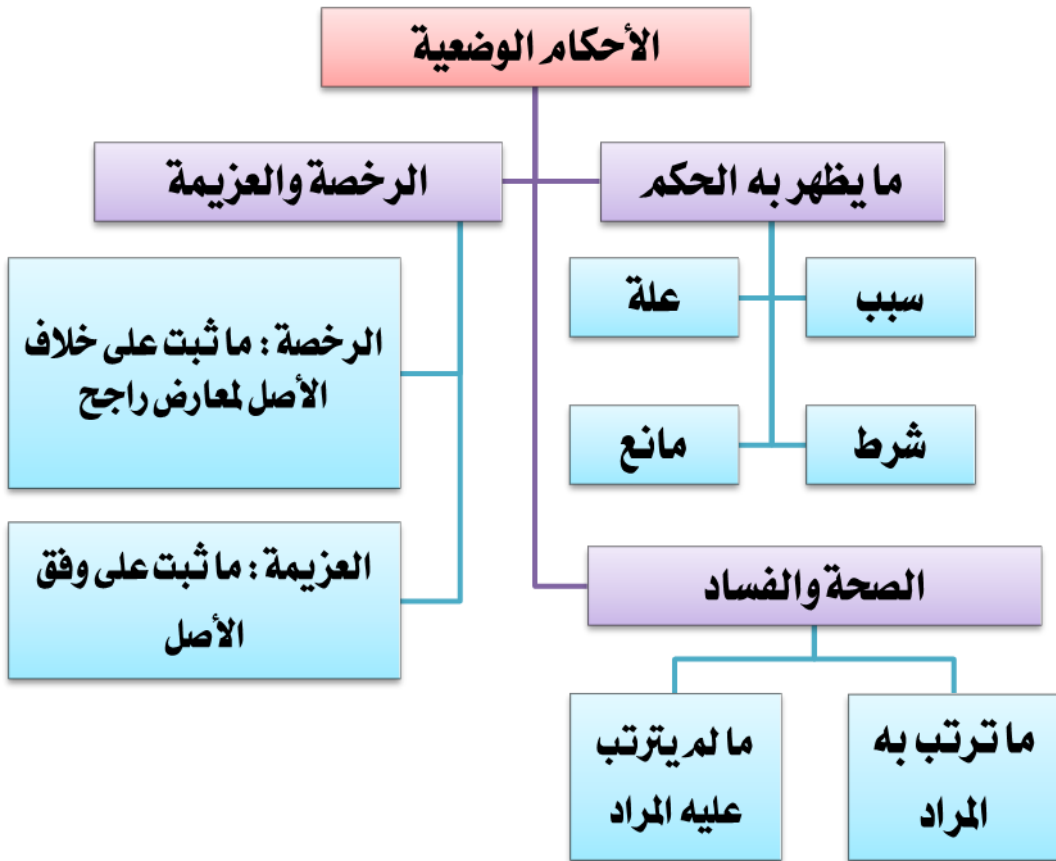 الأحكام الوضعية
ما يظهر به الحكم
الرخصة والعزيمة
سبب
علة
شرط
مانع
الرخصة : ما ثبت على خلاف
الأصل لمعارض راجح
العزيمة : ما ثبت على وفق
الأصل
الصحة والفساد
ما ترتب به
المراد
ما لم يترتب
عليه المراد